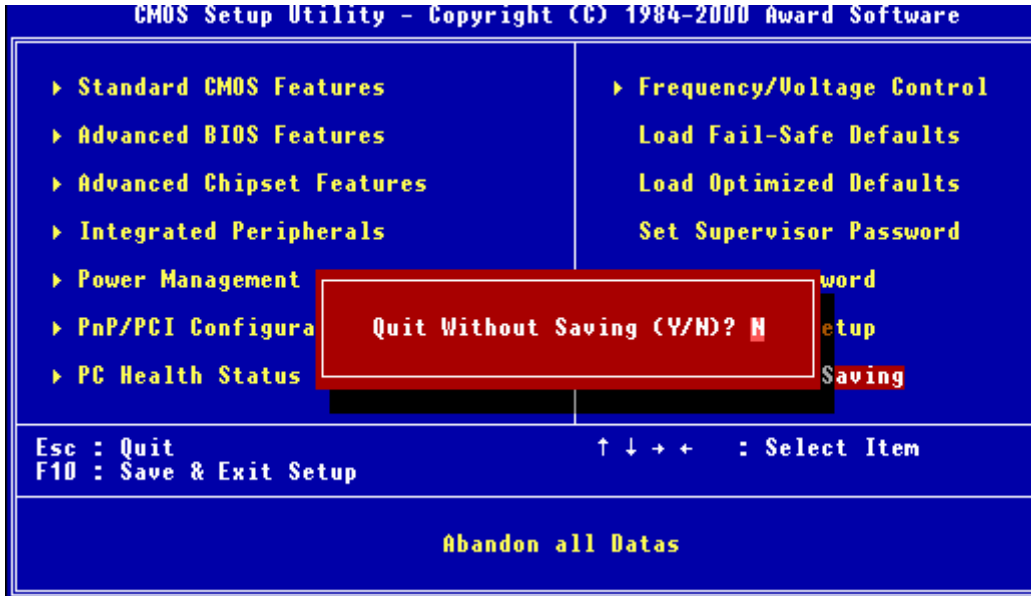 CMOS Setup Utility - Copyright (C) 1984-2000 Award Software
Standard CMOS Features
Advanced BIOS Features
Advanced Chipset Features
Integrated Peripherals
Power Management
PnP/PCI Configura
PC Health Status
Frequency/Voltage Control
Load Fail-Safe Defaults
Load Optimized Defaults
Set Supervisor Password
word
etup
Saving
Quit Without Saving (Y/N)? N
Esc : Quit
F10 : Save & Exit Setup
↑ ↓ → ← : Select Item
Abandon all Datas